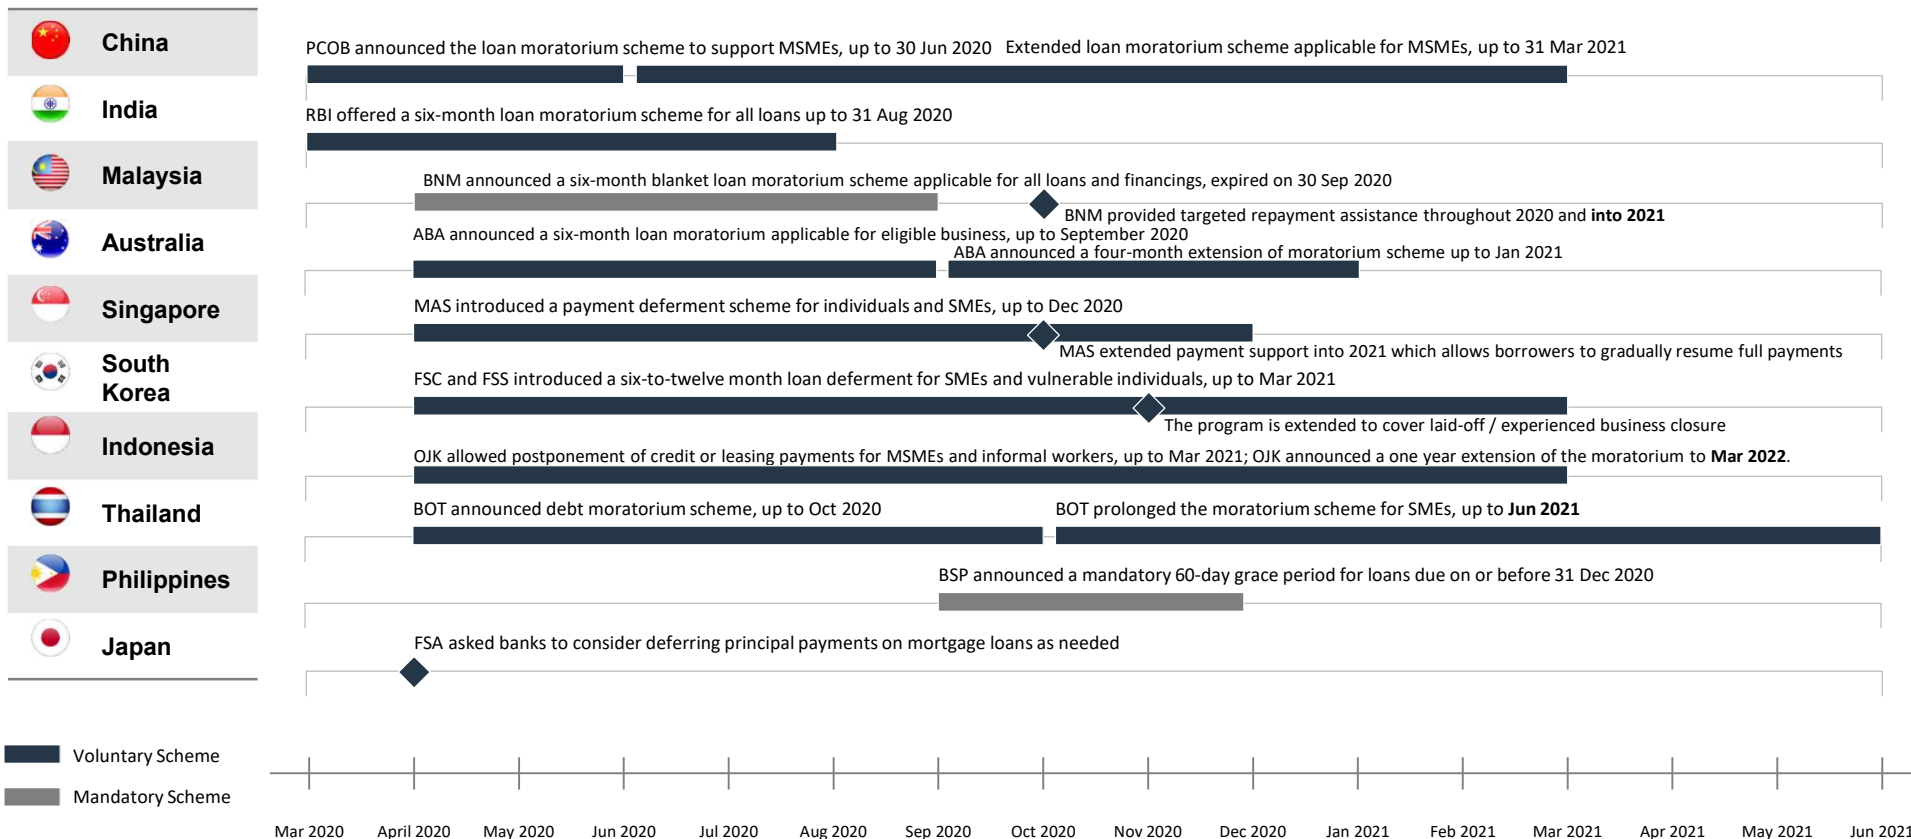 China
PCOB announced the loan moratorium scheme to support MSMEs, up to 30 Jun 2020
Extended loan moratorium scheme applicable for MSMEs, up to 31 Mar 2021
India
RBI offered a six-month loan moratorium scheme for all loans up to 31 Aug 2020
Malaysia
BNM announced a six-month blanket loan moratorium scheme applicable for all loans and financings, expired on 30 Sep 2020
BNM provided targeted repayment assistance throughout 2020 and into 2021
Australia
ABA announced a six-month loan moratorium applicable for eligible business, up to September 2020
ABA announced a four-month extension of moratorium scheme up to Jan 2021
Singapore
MAS introduced a payment deferment scheme for individuals and SMEs, up to Dec 2020
MAS extended payment support into 2021 which allows borrowers to gradually resume full payments
South
Korea
FSC and FSS introduced a six-to-twelve month loan deferment for SMEs and vulnerable individuals, up to Mar 2021
The program is extended to cover laid-off / experienced business closure
Indonesia
OJK allowed postponement of credit or leasing payments for MSMEs and informal workers, up to Mar 2021; OJK announced a one year extension of the moratorium to Mar 2022.
Thailand
BOT announced debt moratorium scheme, up to Oct 2020
BOT prolonged the moratorium scheme for SMEs, up to Jun 2021
Philippines
BSP announced a mandatory 60-day grace period for loans due on or before 31 Dec 2020
Japan
FSA asked banks to consider deferring principal payments on mortgage loans as needed
Voluntary Scheme
Mandatory Scheme
Mar 2020 April 2020 May 2020 Jun 2020 Jul 2020 Aug 2020 Sep 2020 Oct 2020 Nov 2020 Dec 2020 Jan 2021 Feb 2021 Mar 2021 Apr 2021 May 2021 Jun 2021